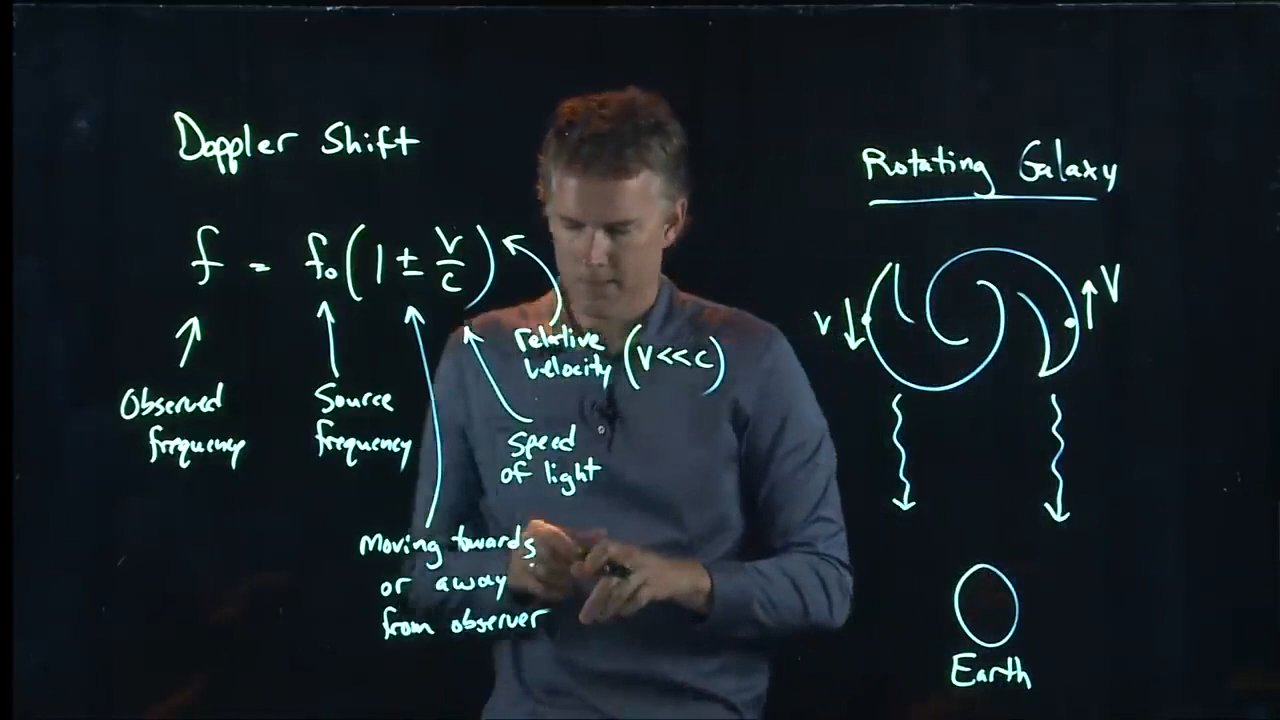 Doppler Shift
f = f₀(1 ± v/c)
Observed
frequency
Source
frequency
relative
velocity (v<<c)
Speed
of light
Moving towards
or away
from observer
Rotating Galaxy
v
V
Earth